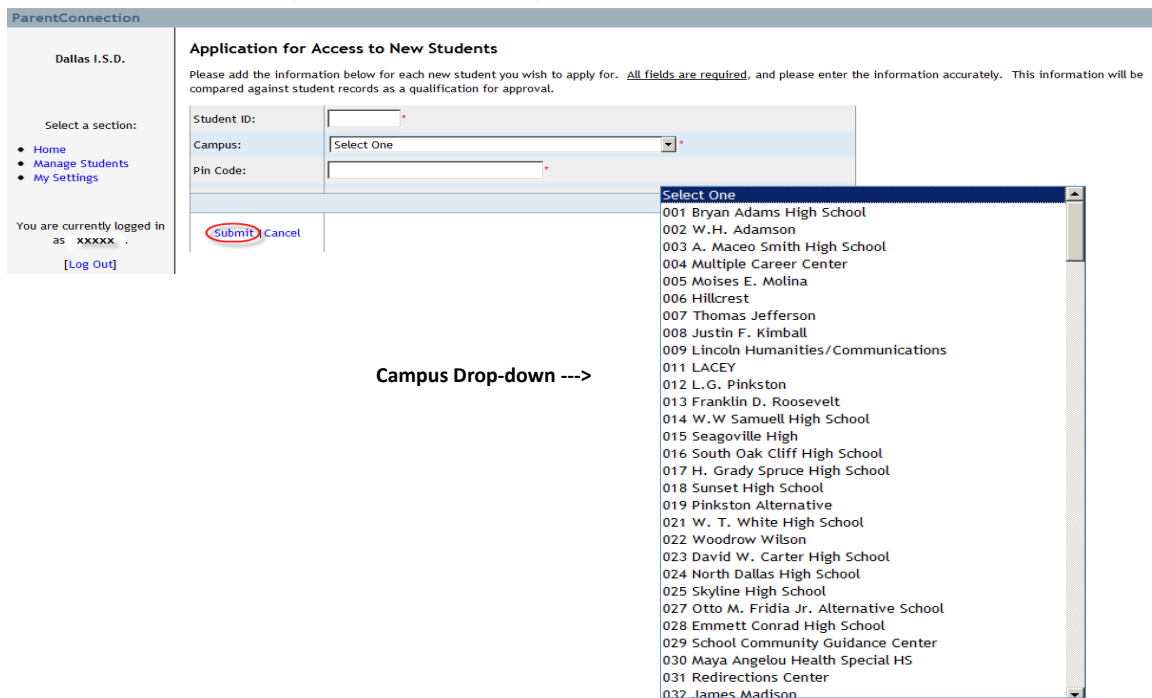 ParentConnection
Dallas I.S.D.
Select a section:
Home
Manage Students
My Settings
You are currently logged in
as xxxxx .
[Log Out]
Application for Access to New Students
Please add the information below for each new student you wish to apply for. All fields are required, and please enter the information accurately. This information will be
compared against student records as a qualification for approval.
Student ID: *
Campus: Select One *
Pin Code: *
Submit | Cancel
Campus Drop-down --->
Select One
001 Bryan Adams High School
002 W.H. Adamson
003 A. Maceo Smith High School
004 Multiple Career Center
005 Moises E. Molina
006 Hillcrest
007 Thomas Jefferson
008 Justin F. Kimball
009 Lincoln Humanities/Communications
011 LACEY
012 L.G. Pinkston
013 Franklin D. Roosevelt
014 W.W Samuell High School
015 Seagoville High
016 South Oak Cliff High School
017 H. Grady Spruce High School
018 Sunset High School
019 Pinkston Alternative
021 W. T. White High School
022 Woodrow Wilson
023 David W. Carter High School
024 North Dallas High School
025 Skyline High School
027 Otto M. Fridia Jr. Alternative School
028 Emmett Conrad High School
029 School Community Guidance Center
030 Maya Angelou Health Special HS
031 Redirections Center
032 James Madison